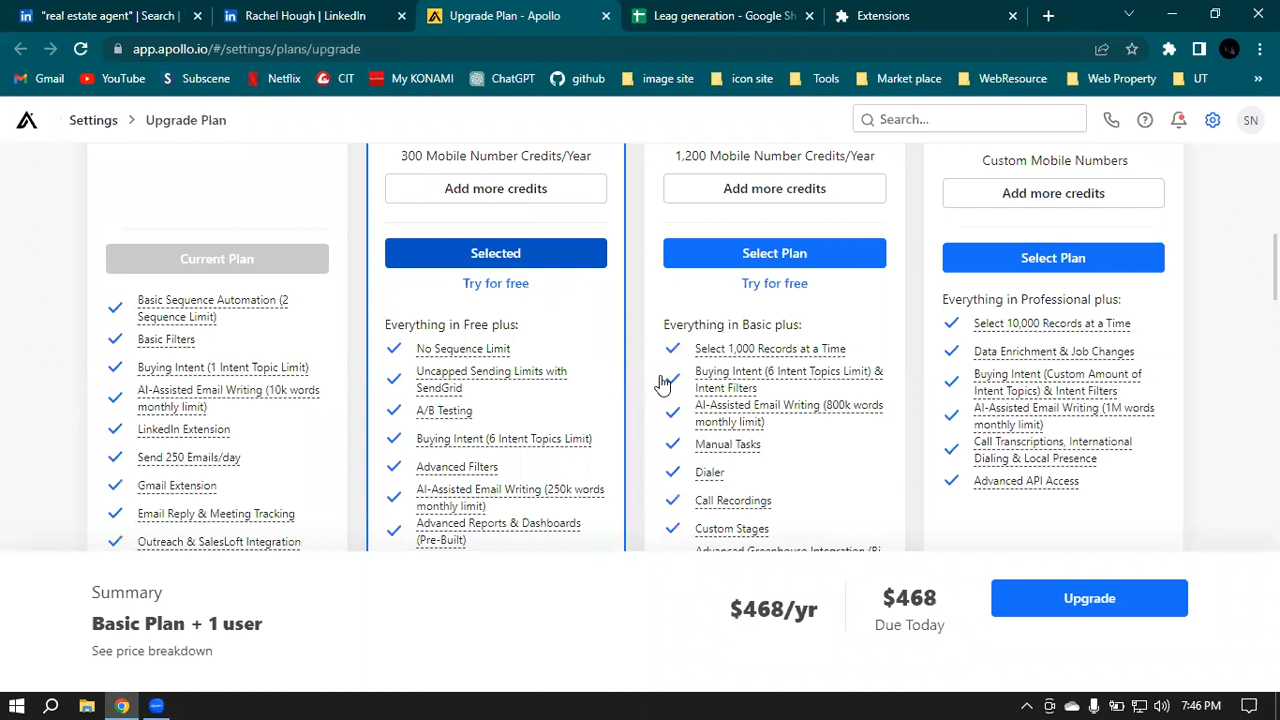 "real estate agent" | Search |
Rachel Hough | LinkedIn
Upgrade Plan - Apollo
Leag generation - Google Sh
Extensions
app.apollo.io/#/settings/plans/upgrade
Gmail
YouTube
Subscene
Netflix
CIT
My KONAMI
ChatGPT
github
image site
icon site
Tools
Market place
WebResource
Web Property
UT
Settings > Upgrade Plan
Search...
SN
300 Mobile Number Credits/Year
1,200 Mobile Number Credits/Year
Custom Mobile Numbers
Add more credits
Add more credits
Add more credits
Current Plan
Selected
Select Plan
Select Plan
Try for free
Try for free
Basic Sequence Automation (2
Sequence Limit)
Basic Filters
Buying Intent (1 Intent Topic Limit)
AI-Assisted Email Writing (10k words
monthly limit)
LinkedIn Extension
Send 250 Emails/day
Gmail Extension
Email Reply & Meeting Tracking
Outreach & SalesLoft Integration
Everything in Free plus:
No Sequence Limit
Uncapped Sending Limits with
SendGrid
A/B Testing
Buying Intent (6 Intent Topics Limit)
Advanced Filters
AI-Assisted Email Writing (250k words
monthly limit)
Advanced Reports & Dashboards
(Pre-Built)
Everything in Basic plus:
Select 1,000 Records at a Time
Buying Intent (6 Intent Topics Limit) &
Intent Filters
AI-Assisted Email Writing (800k words
monthly limit)
Manual Tasks
Dialer
Call Recordings
Custom Stages
Advanced Greenhouse Integration (Bi
Everything in Professional plus:
Select 10,000 Records at a Time
Data Enrichment & Job Changes
Buying Intent (Custom Amount of
Intent Topics) & Intent Filters
AI-Assisted Email Writing (1M words
monthly limit)
Call Transcriptions, International
Dialing & Local Presence
Advanced API Access
Summary
Basic Plan + 1 user
See price breakdown
$468/yr
$468
Due Today
Upgrade
7:46 PM